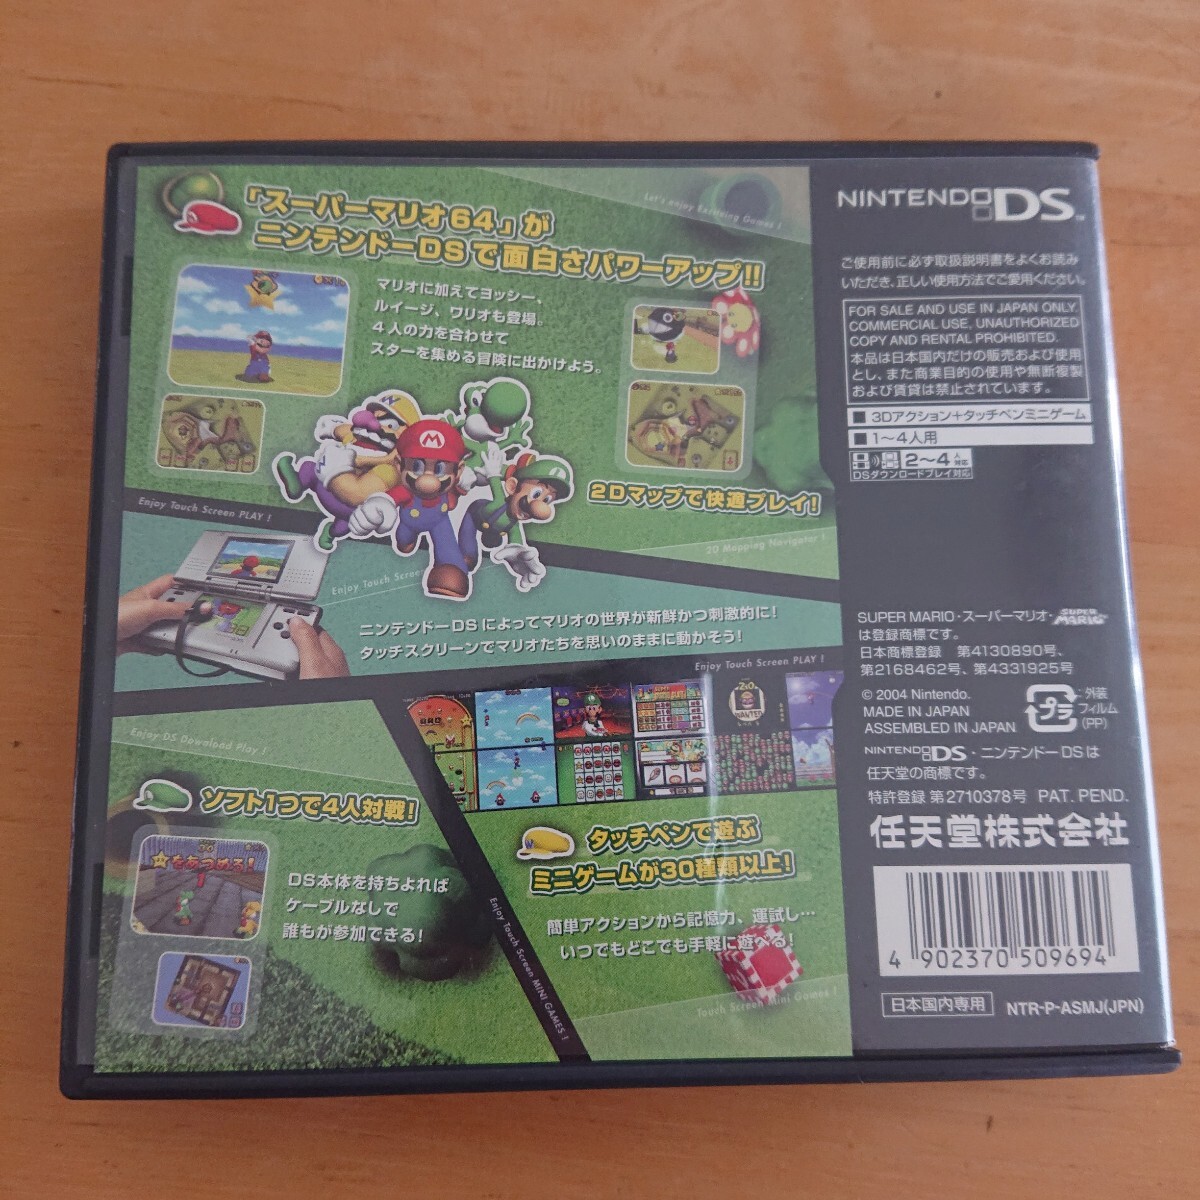 「スーパーマリオ64」が
ニンテンドーDSで面白さパワーアップ!!
Let's enjoy Exciting Games !
マリオに加えてヨッシー、
ルイージ、ワリオも登場。
4人の力を合わせて
スターを集める冒険に出かけよう。
2Dマップで快適プレイ!
2D Mapping Navigator !
Enjoy Touch Screen PLAY !
Enjoy Touch Scree
ニンテンドーDSによってマリオの世界が新鮮かつ刺激的に!
タッチスクリーンでマリオたちを思いのままに動かそう!
Enjoy Touch Screen PLAY !
WANTED
Enjoy DS Download Play !
ソフト1つで4人対戦!
をあつめろ!
DS本体を持ちよれば
ケーブルなしで
誰もが参加できる!
Enjoy Touch Screen MINI GAMES !
タッチペンで遊ぶ
ミニゲームが30種類以上!
簡単アクションから記憶力、運試し…
いつでもどこでも手軽に遊べる!
Touch Screen Mini Games !
NINTENDO DS™
ご使用前に必ず取扱説明書をよくお読み
いただき、正しい使用方法でご愛用ください。
FOR SALE AND USE IN JAPAN ONLY.
COMMERCIAL USE, UNAUTHORIZED
COPY AND RENTAL PROHIBITED.
本品は日本国内だけの販売および使用
とし、また商業目的の使用や無断複製
および賃貸は禁止されています。
■3Dアクション+タッチペンミニゲーム
■1〜4人用
2〜4人対応
DSダウンロードプレイ対応
SUPER MARIO・スーパーマリオ・SUPER MARIO
は登録商標です。
日本商標登録 第4130890号、
第2168462号、第4331925号
© 2004 Nintendo.
MADE IN JAPAN
ASSEMBLED IN JAPAN
プラ
:外装
フィルム
(PP)
NINTENDO DS・ニンテンドーDSは
任天堂の商標です。
特許登録 第2710378号 PAT. PEND.
任天堂株式会社
4 902370 509694
日本国内専用
NTR-P-ASMJ(JPN)